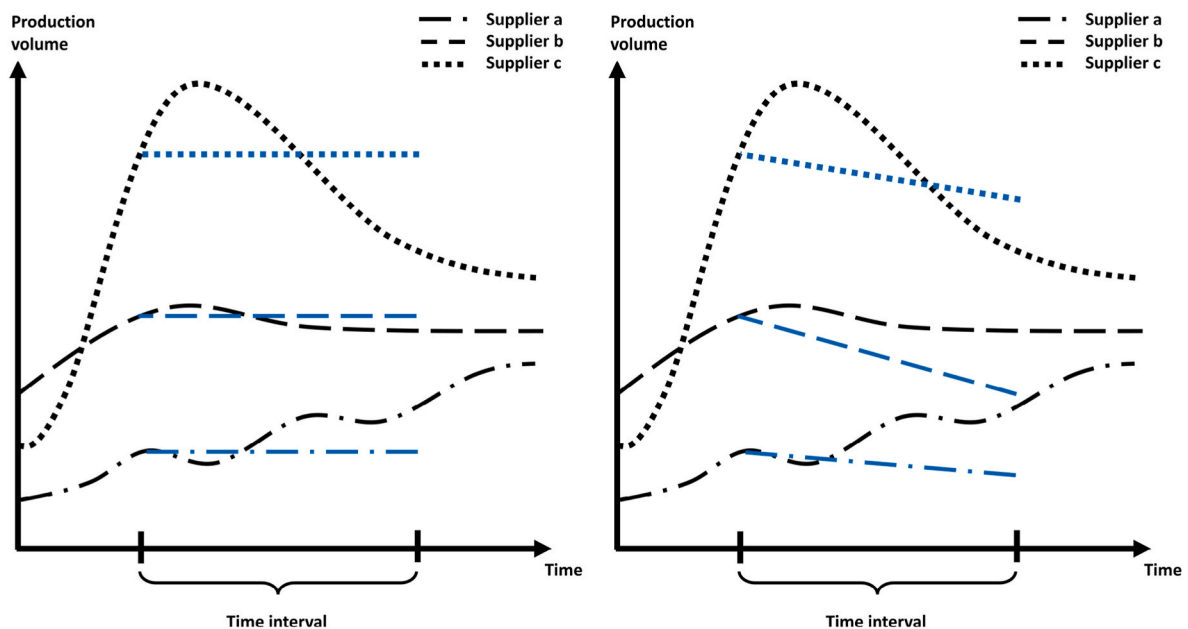 Production
volume
Supplier a
Supplier b
Supplier c
Time
Time interval
Production
volume
Supplier a
Supplier b
Supplier c
Time
Time interval